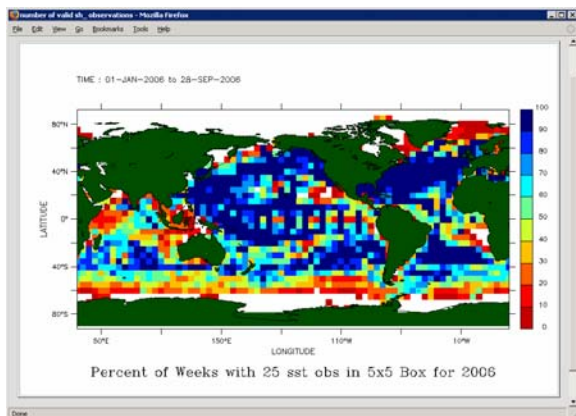 number of valid sh_ observations - Mozilla Firefox
File Edit View Go Bookmarks Tools Help
TIME : 01-JAN-2006 to 28-SEP-2006
80°N
40°N
0°
40°S
80°S
LATITUDE
50°E 150°E 110°W 10°W
LONGITUDE
100
90
80
70
60
50
40
30
20
10
0
Percent of Weeks with 25 sst obs in 5x5 Box for 2006
Done